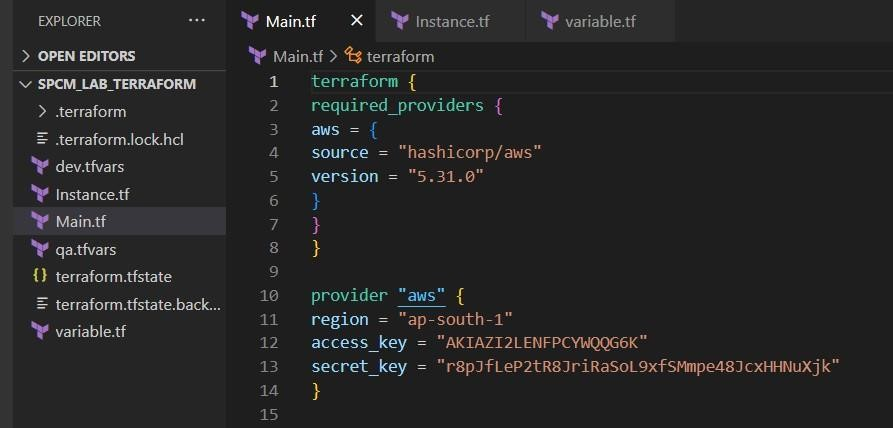 EXPLORER
OPEN EDITORS
SPCM_LAB_TERRAFORM
.terraform
.terraform.lock.hcl
dev.tfvars
Instance.tf
Main.tf
qa.tfvars
terraform.tfstate
terraform.tfstate.back...
variable.tf
Main.tf Instance.tf variable.tf
Main.tf > terraform
1 terraform {
2 required_providers {
3 aws = {
4 source = "hashicorp/aws"
5 version = "5.31.0"
6 }
7 }
8 }
9
10 provider "aws" {
11 region = "ap-south-1"
12 access_key = "AKIAZI2LENFPCYWQQG6K"
13 secret_key = "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"
14 }
15